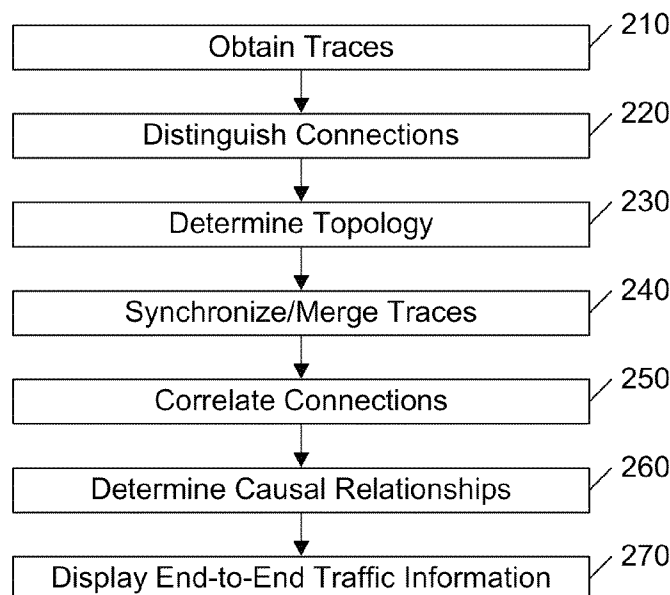 210
Obtain Traces
220
Distinguish Connections
230
Determine Topology
240
Synchronize/Merge Traces
250
Correlate Connections
260
Determine Causal Relationships
270
Display End-to-End Traffic Information